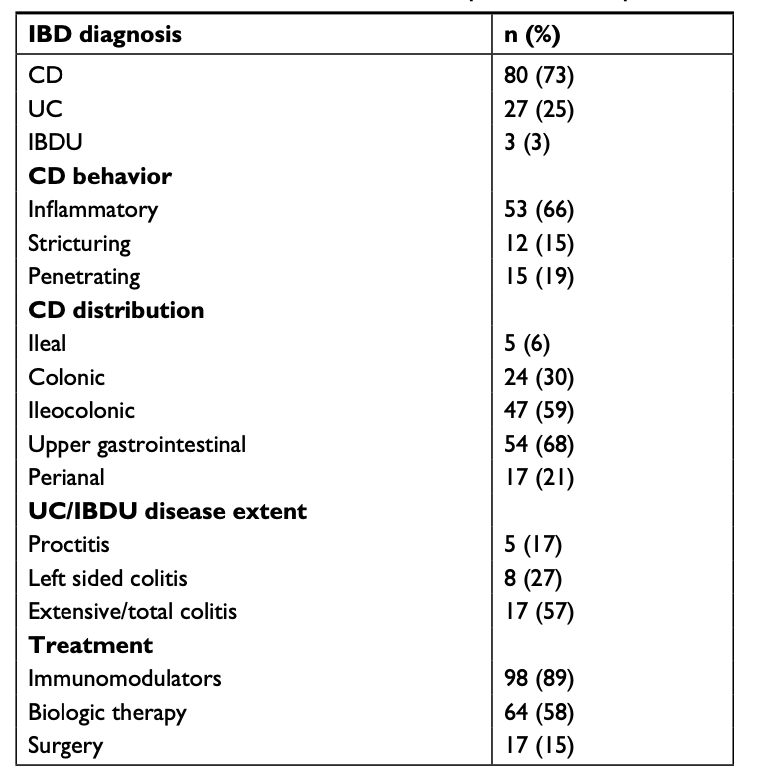 IBD diagnosis n (%)
CD 80 (73)
UC 27 (25)
IBDU 3 (3)
CD behavior
Inflammatory 53 (66)
Stricturing 12 (15)
Penetrating 15 (19)
CD distribution
Ileal 5 (6)
Colonic 24 (30)
Ileocolonic 47 (59)
Upper gastrointestinal 54 (68)
Perianal 17 (21)
UC/IBDU disease extent
Proctitis 5 (17)
Left sided colitis 8 (27)
Extensive/total colitis 17 (57)
Treatment
Immunomodulators 98 (89)
Biologic therapy 64 (58)
Surgery 17 (15)